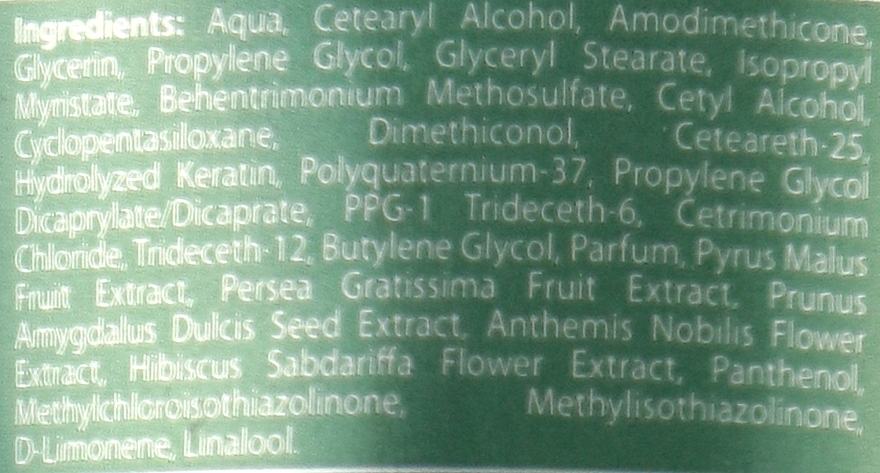 Ingredients: Aqua, Cetearyl Alcohol, Amodimethicone,
Glycerin, Propylene Glycol, Glyceryl Stearate, Isopropyl
Myristate, Behentrimonium Methosulfate, Cetyl Alcohol,
Cyclopentasiloxane, Dimethiconol, Ceteareth-25,
Hydrolyzed Keratin, Polyquaternium-37, Propylene Glycol
Dicaprylate/Dicaprate, PPG-1 Trideceth-6, Cetrimonium
Chloride, Trideceth-12, Butylene Glycol, Parfum, Pyrus Malus
Fruit Extract, Persea Gratissima Fruit Extract, Prunus
Amygdalus Dulcis Seed Extract, Anthemis Nobilis Flower
Extract, Hibiscus Sabdariffa Flower Extract, Panthenol,
Methylchloroisothiazolinone, Methylisothiazolinone,
D-Limonene, Linalool.